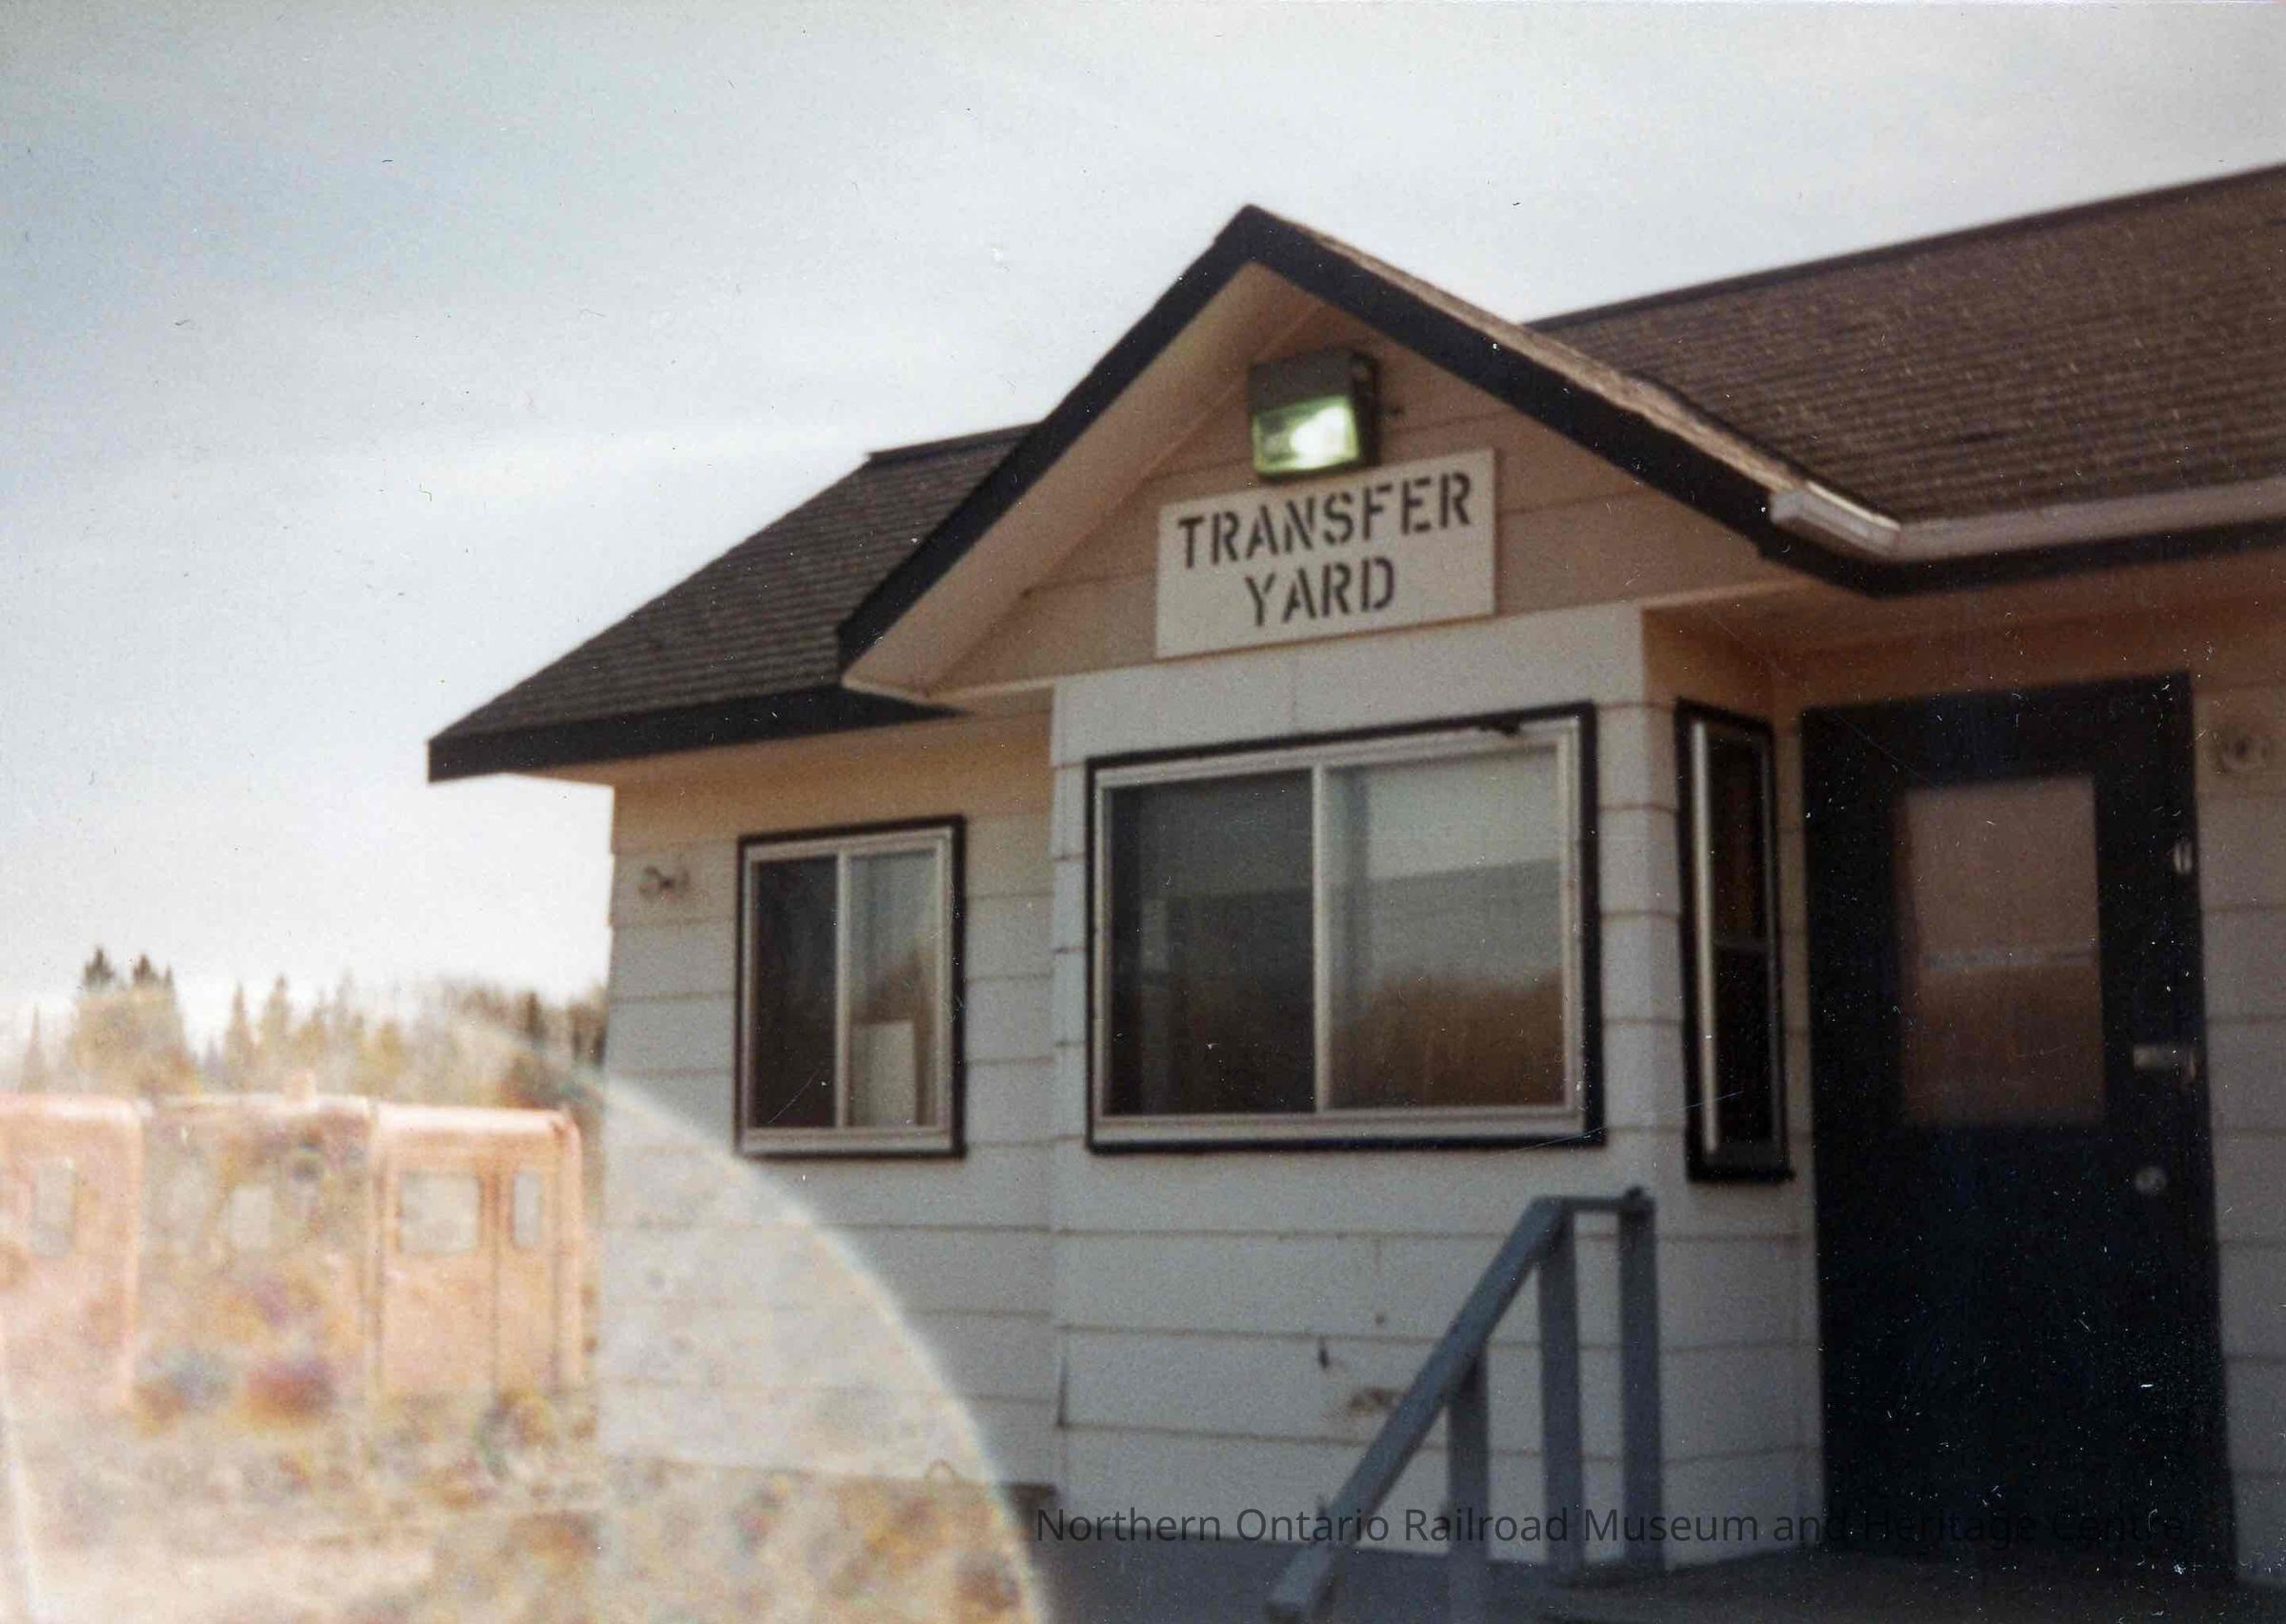 TRANSFER
YARD
Northern Ontario Railroad Museum and Heritage Centre